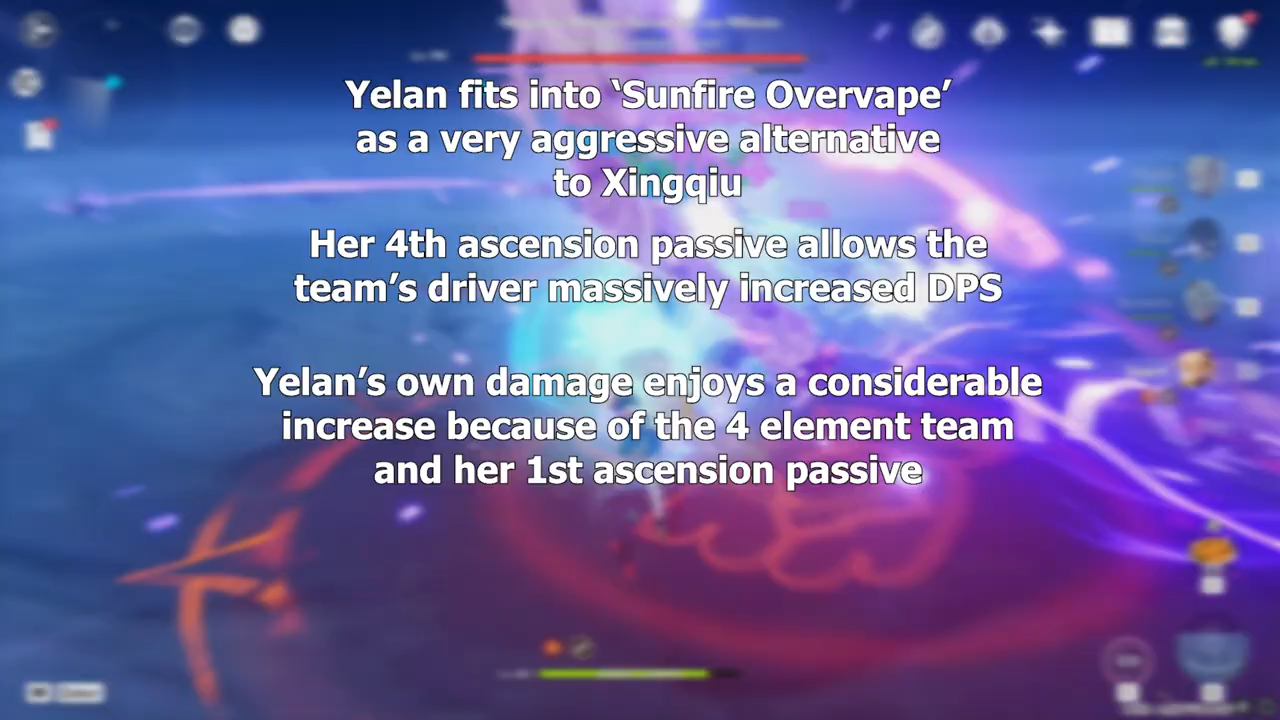 Yelan fits into ‘Sunfire Overvape’
as a very aggressive alternative
to Xingqiu
Her 4th ascension passive allows the
team’s driver massively increased DPS
Yelan’s own damage enjoys a considerable
increase because of the 4 element team
and her 1st ascension passive